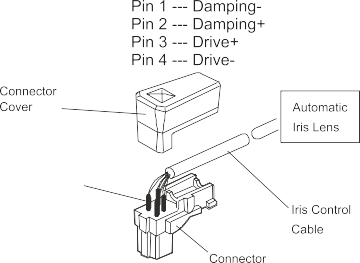 Pin 1 --- Damping-
Pin 2 --- Damping+
Pin 3 --- Drive+
Pin 4 --- Drive-
Connector
Cover
Automatic
Iris Lens
Iris Control
Cable
Connector